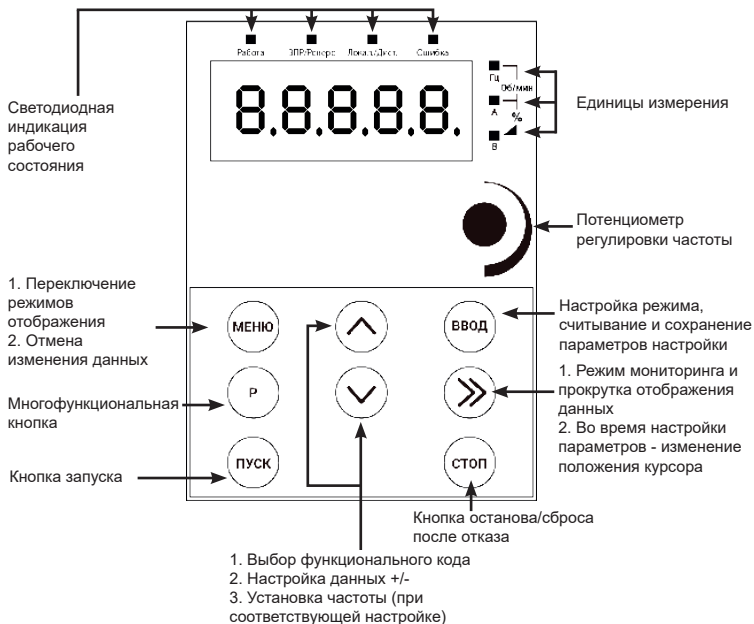 Работа ВПР/Реверс Локал./Дист. Ошибка
8.8.8.8.8.
Гц
Об/мин
А
%
В
Светодиодная
индикация
рабочего
состояния
Единицы измерения
Потенциометр
регулировки частоты
1. Переключение
режимов
отображения
2. Отмена
изменения данных
Многофункциональная
кнопка
Кнопка запуска
МЕНЮ
ВВОД
P
ПУСК
СТОП
Настройка режима,
считывание и сохранение
параметров настройки
1. Режим мониторинга и
прокрутка отображения
данных
2. Во время настройки
параметров - изменение
положения курсора
Кнопка останова/сброса
после отказа
1. Выбор функционального кода
2. Настройка данных +/-
3. Установка частоты (при
соответствующей настройке)